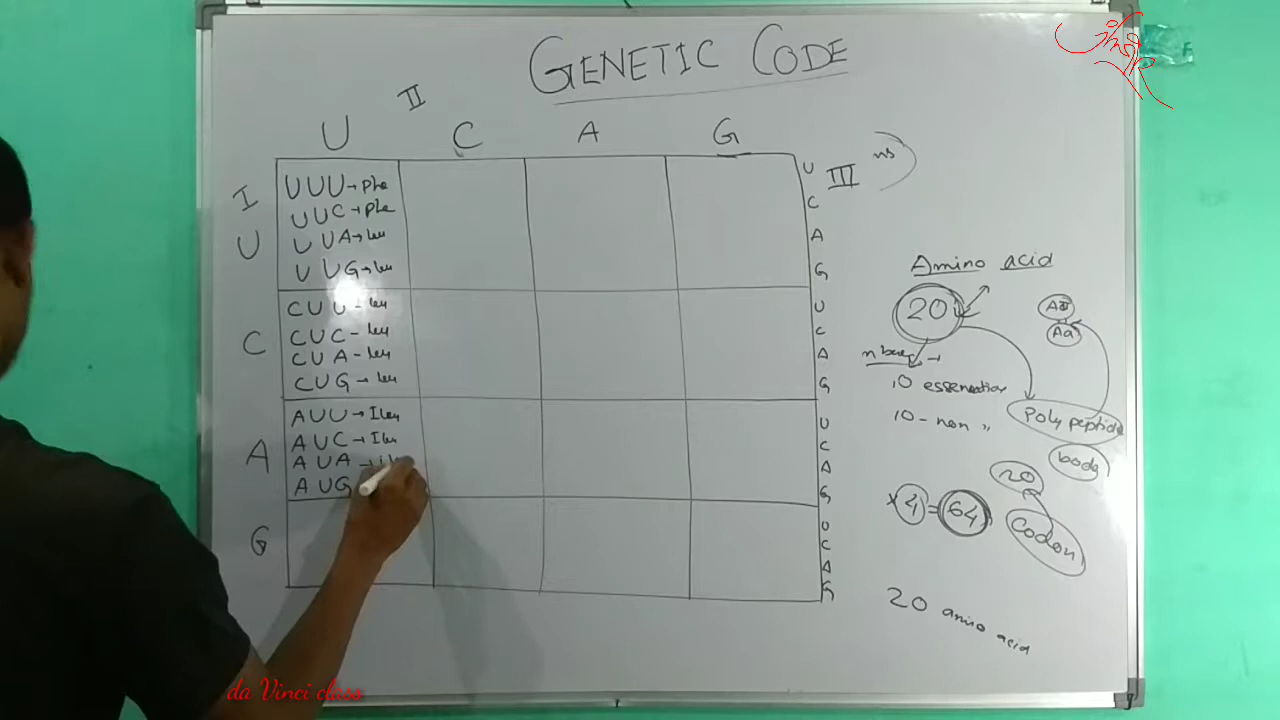 GENETIC CODE
II
U C A G
I
III
U
UUU → phe
UUC → phe
UUA → leu
UUG → leu
U
C
A
G
C
CUU - leu
CUC - leu
CUA - leu
CUG → leu
U
C
A
G
A
AUU → Ileu
AUC → Ileu
AUA →
AUG
U
C
A
G
G
U
C
A
G
Amino acid
20
Aa
Aa
10 essenential
10 - non "
Poly peptide
body
20
×4 = 64
Codon
20 amino acid
da Vinci class